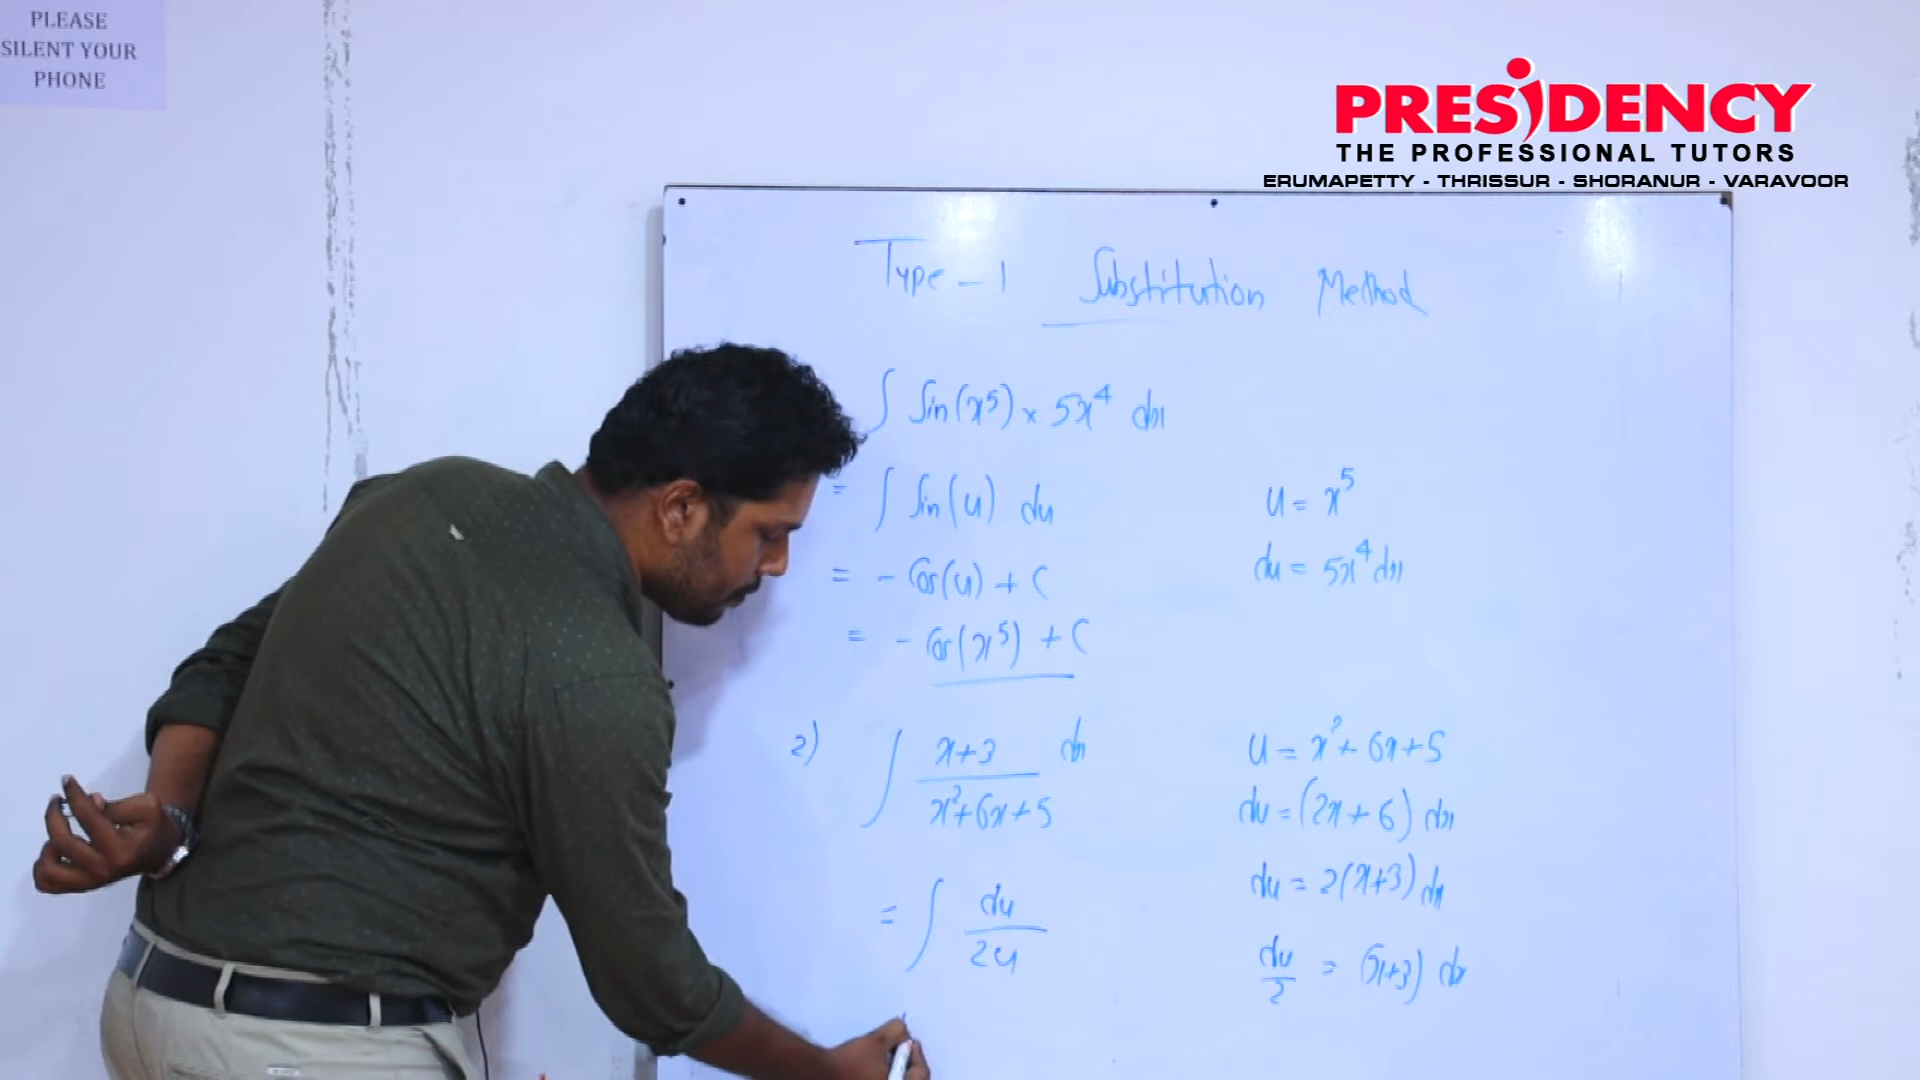 PLEASE
SILENT YOUR
PHONE
PRESiDENCY
THE PROFESSIONAL TUTORS
ERUMAPETTY - THRISSUR - SHORANUR - VARAVOOR
Type - 1 Substitution Method
∫ Sin(x⁵) × 5x⁴ dx
= ∫ Sin(u) du
u = x⁵
= - Cos(u) + C
du = 5x⁴ dx
= - Cos(x⁵) + C
2) ∫ (x+3)/(x²+6x+5) dx
u = x² + 6x + 5
du = (2x + 6) dx
du = 2(x+3) dx
= ∫ du/2u
du/2 = (x+3) dx